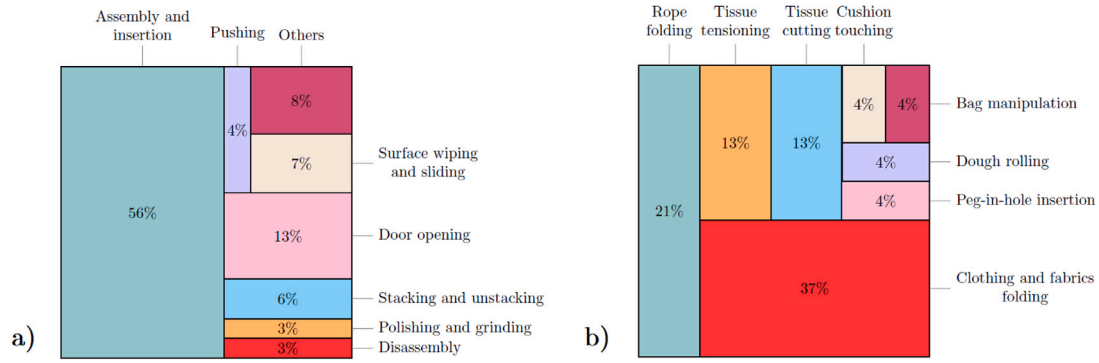 Assembly and
insertion
Pushing
Others
8%
4%
7%
Surface wiping
and sliding
56%
13%
Door opening
6%
Stacking and unstacking
3%
Polishing and grinding
3%
Disassembly
a)
Rope
folding
Tissue
tensioning
Tissue
cutting
Cushion
touching
4%
4%
Bag manipulation
13%
13%
4%
Dough rolling
4%
Peg-in-hole insertion
21%
37%
Clothing and fabrics
folding
b)